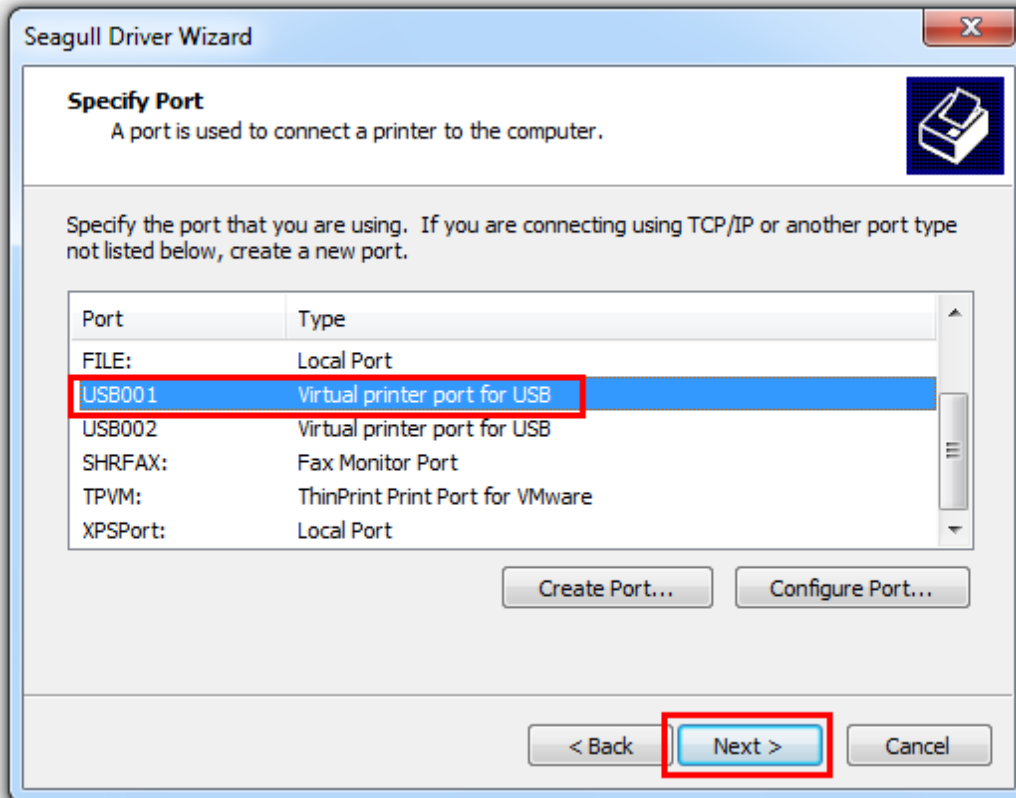 Seagull Driver Wizard
Specify Port
A port is used to connect a printer to the computer.
Specify the port that you are using.  If you are connecting using TCP/IP or another port type
not listed below, create a new port.
Port Type
FILE: Local Port
USB001 Virtual printer port for USB
USB002 Virtual printer port for USB
SHRFAX: Fax Monitor Port
TPVM: ThinPrint Print Port for VMware
XPSPort: Local Port
Create Port... Configure Port...
< Back Next > Cancel